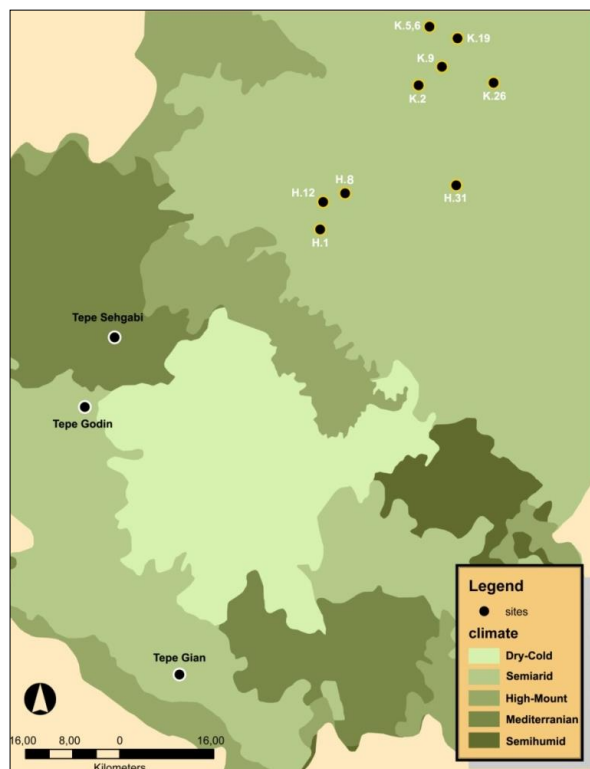 K.5,6
K.19
K.9
K.2
K.26
H.8
H.12
H.31
H.1
Tepe Sehgabi
Tepe Godin
Tepe Gian
Legend
sites
climate
Dry-Cold
Semiarid
High-Mount
Mediterranian
Semihumid
16,00 8,00 0 16,00
Kilometers